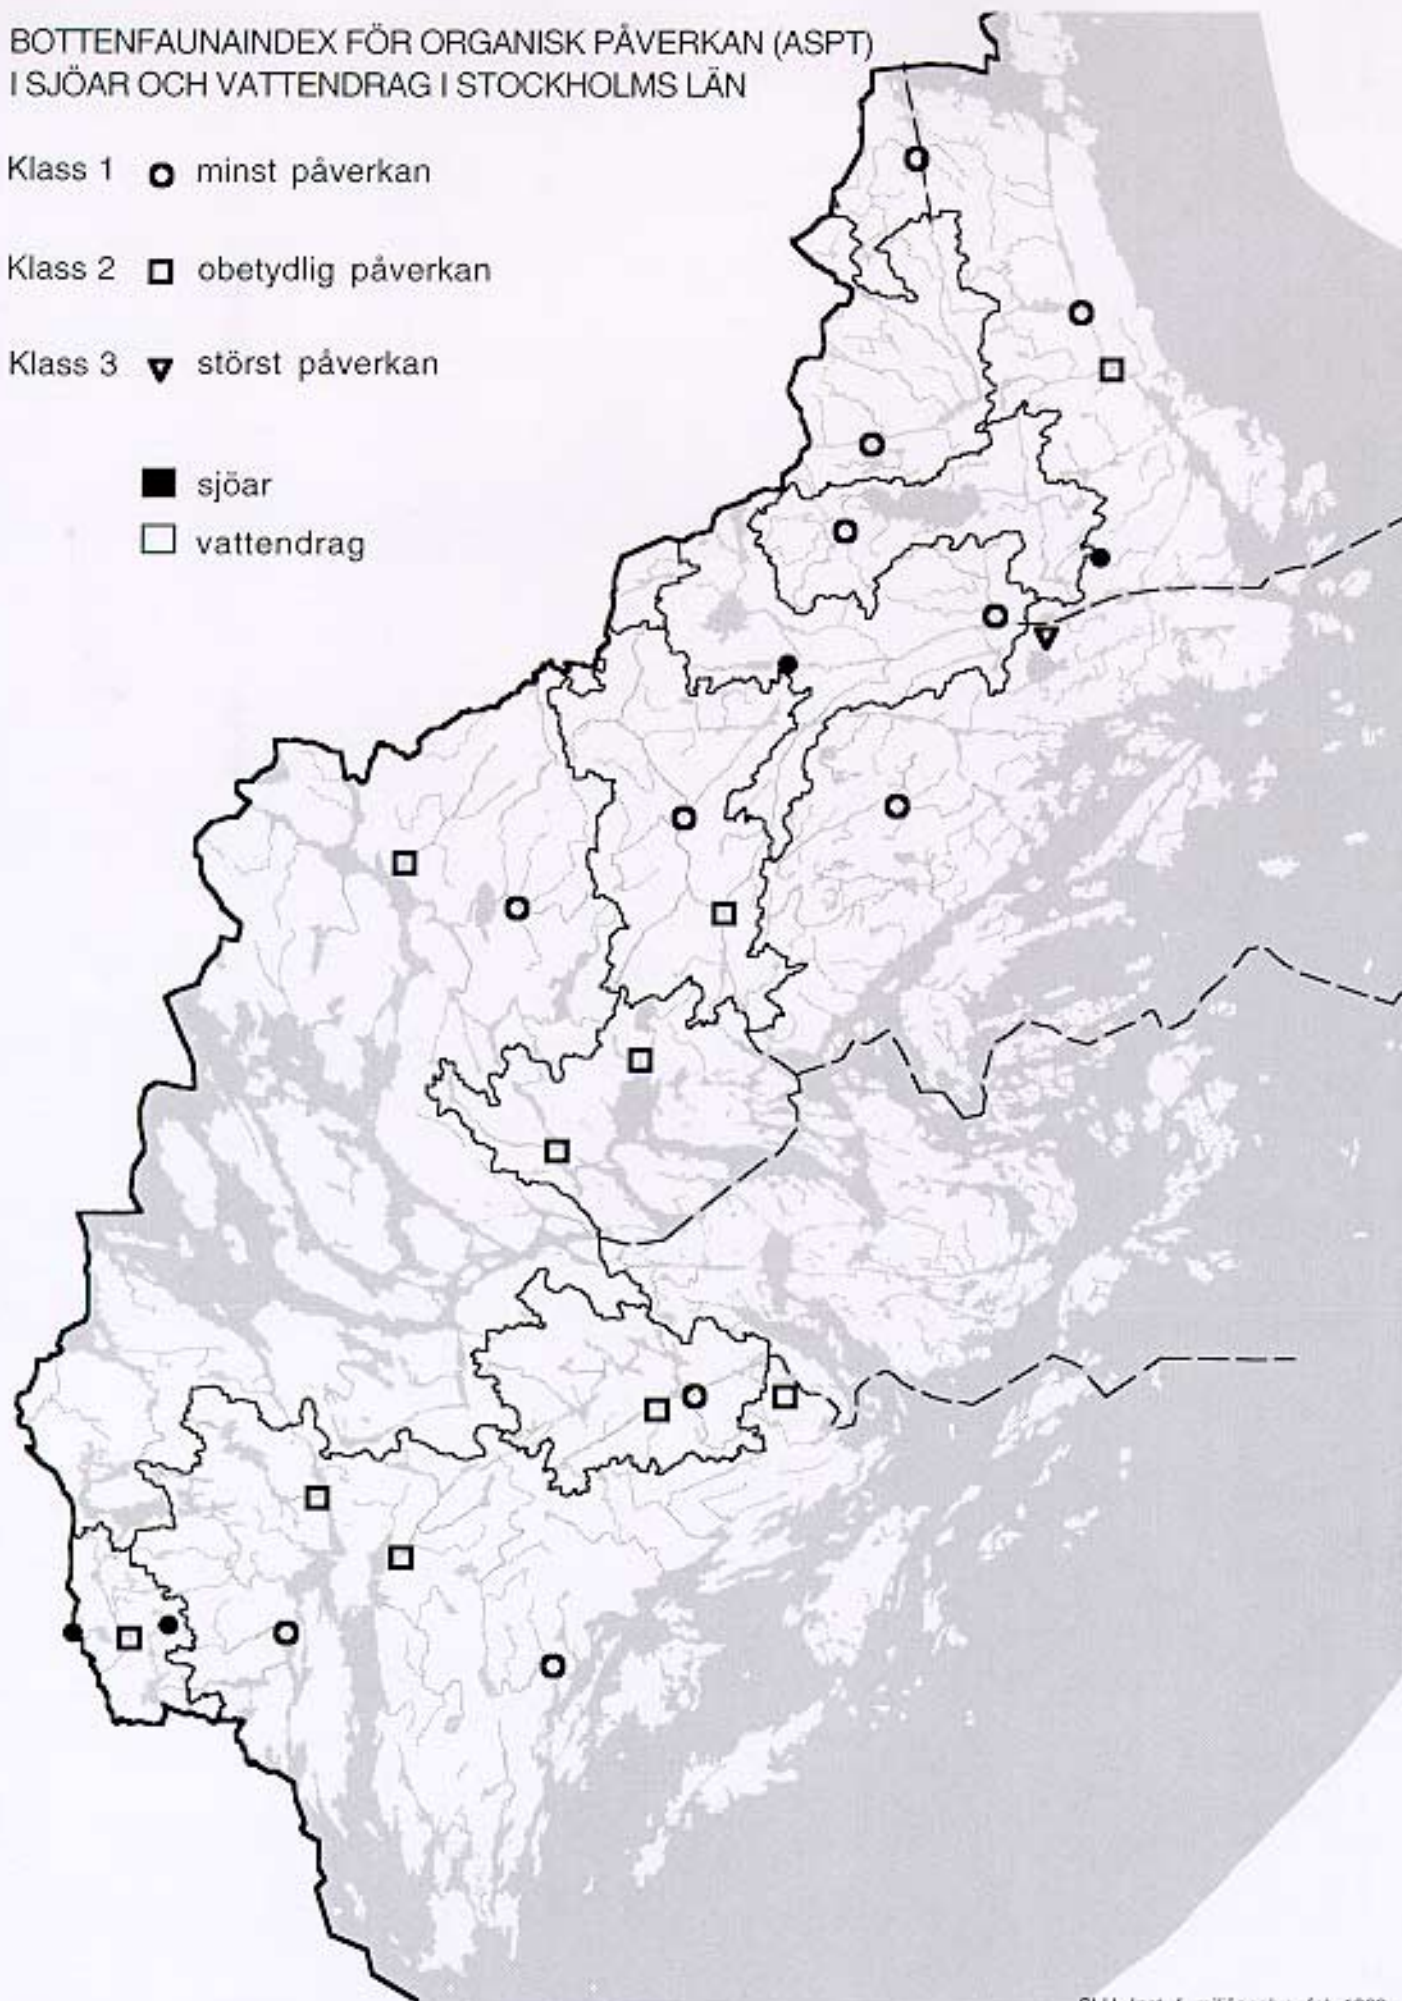 BOTTENFAUNAINDEX FÖR ORGANISK PÅVERKAN (ASPT)
I SJÖAR OCH VATTENDRAG I STOCKHOLMS LÄN
Klass 1 minst påverkan
Klass 2 obetydlig påverkan
Klass 3 störst påverkan
sjöar
vattendrag